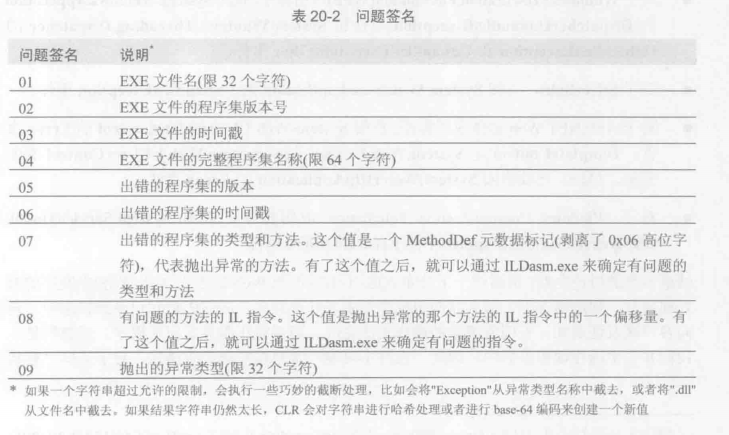 表 20-2 问题签名
问题签名 说明*
01 EXE 文件名(限 32 个字符)
02 EXE 文件的程序集版本号
03 EXE 文件的时间戳
04 EXE 文件的完整程序集名称(限 64 个字符)
05 出错的程序集的版本
06 出错的程序集的时间戳
07 出错的程序集的类型和方法。这个值是一个 MethodDef 元数据标记(剥离了 0x06 高位字
符)，代表抛出异常的方法。有了这个值之后，就可以通过 ILDasm.exe 来确定有问题的
类型和方法
08 有问题的方法的 IL 指令。这个值是抛出异常的那个方法的 IL 指令中的一个偏移量。有
了这个值之后，就可以通过 ILDasm.exe 来确定有问题的指令。
09 抛出的异常类型(限 32 个字符)
* 如果一个字符串超过允许的限制，会执行一些巧妙的截断处理，比如会将"Exception"从异常类型名称中截去，或者将".dll"
从文件名中截去。如果结果字符串仍然太长，CLR 会对字符串进行哈希处理或者进行 base-64 编码来创建一个新值